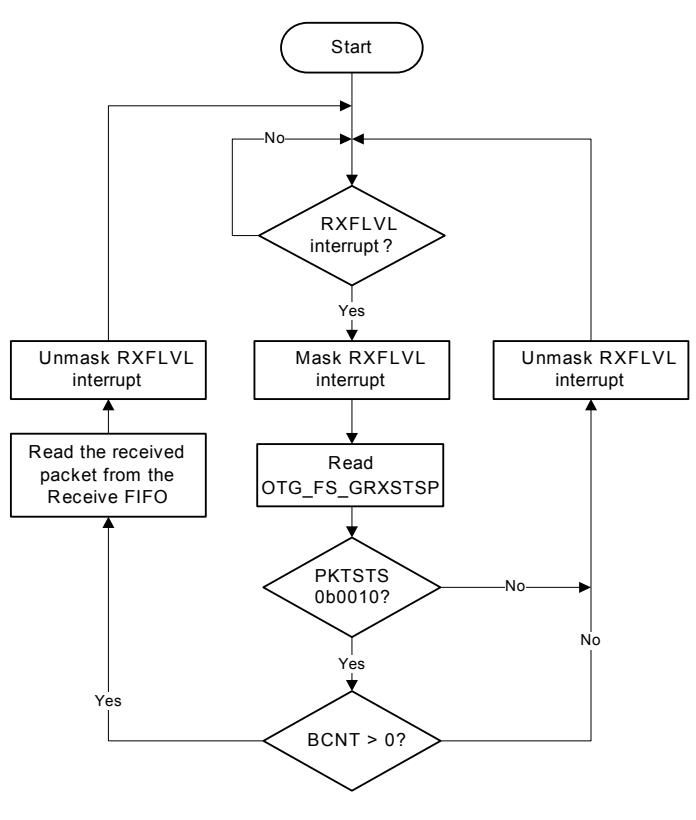 Start
No
RXFLVL
interrupt ?
Yes
Unmask RXFLVL
interrupt
Mask RXFLVL
interrupt
Unmask RXFLVL
interrupt
Read the received
packet from the
Receive FIFO
Read
OTG_FS_GRXSTSP
PKTSTS
0b0010?
No
No
Yes
Yes
BCNT > 0?